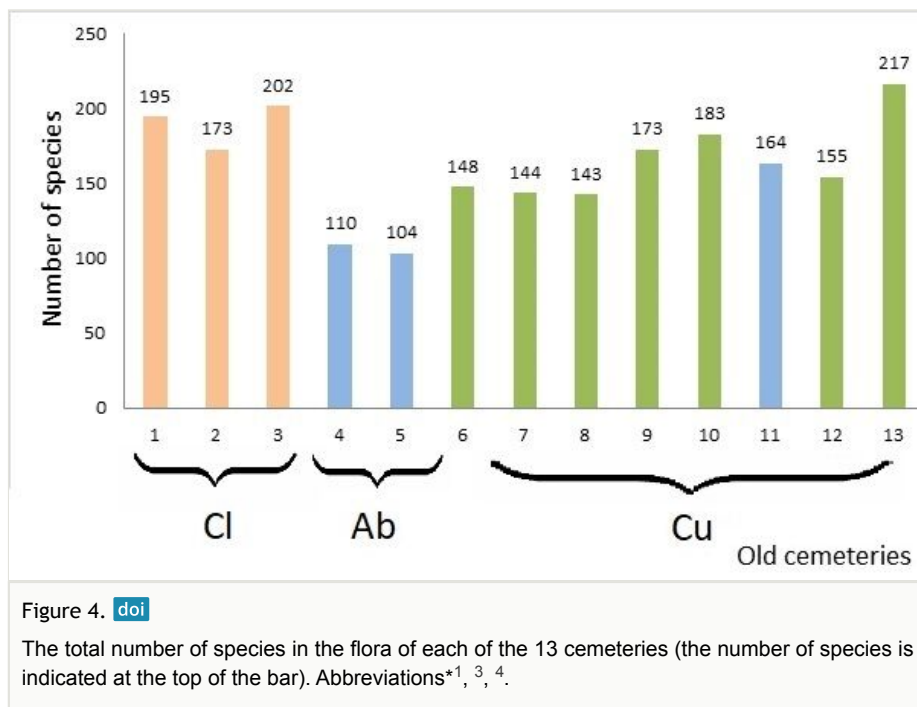 250
200
150
100
50
0
Number of species
195
173
202
110
104
148
144
143
173
183
164
155
217
1 2 3 4 5 6 7 8 9 10 11 12 13
Cl Ab Cu
Old cemeteries
Figure 4. doi
The total number of species in the flora of each of the 13 cemeteries (the number of species is
indicated at the top of the bar). Abbreviations*1, 3, 4.